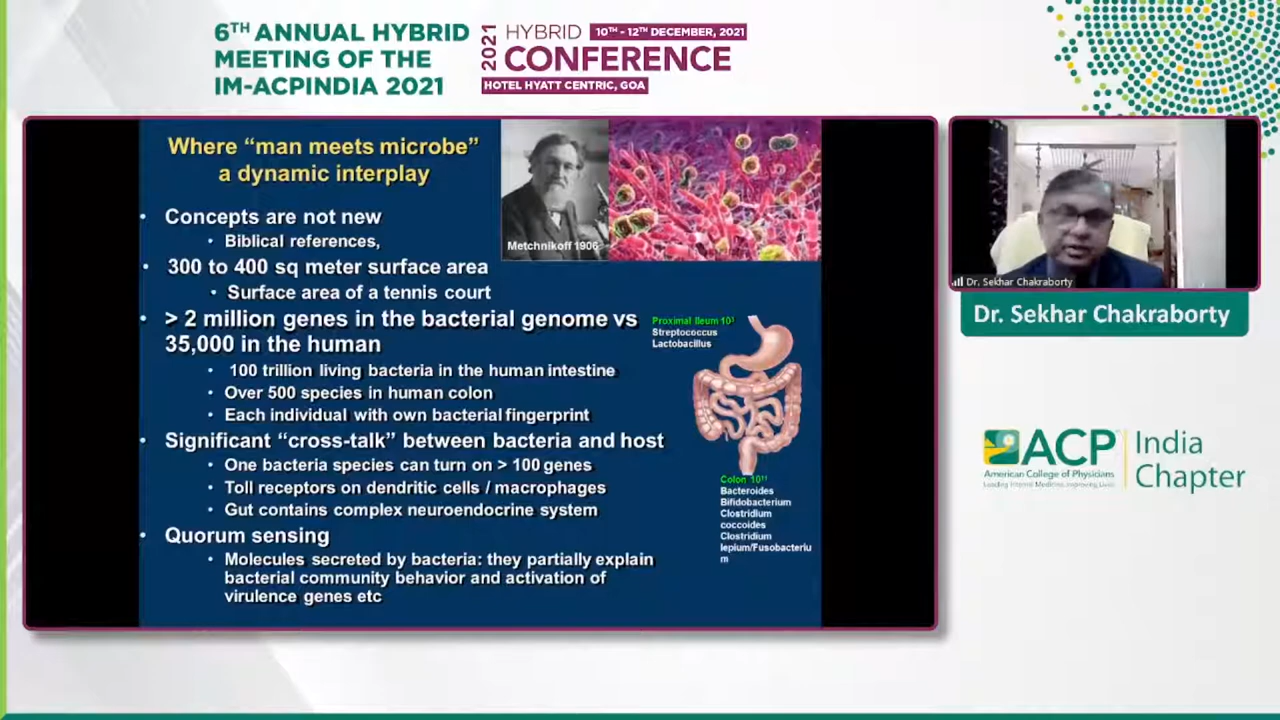 6TH ANNUAL HYBRID
MEETING OF THE
IM-ACPINDIA 2021
2021
HYBRID
10TH - 12TH DECEMBER, 2021
CONFERENCE
HOTEL HYATT CENTRIC, GOA
Where “man meets microbe”
a dynamic interplay
Metchnikoff 1906
• Concepts are not new
• Biblical references,
• 300 to 400 sq meter surface area
• Surface area of a tennis court
• > 2 million genes in the bacterial genome vs
35,000 in the human
• 100 trillion living bacteria in the human intestine
• Over 500 species in human colon
• Each individual with own bacterial fingerprint
• Significant “cross-talk” between bacteria and host
• One bacteria species can turn on > 100 genes
• Toll receptors on dendritic cells / macrophages
• Gut contains complex neuroendocrine system
• Quorum sensing
• Molecules secreted by bacteria: they partially explain
bacterial community behavior and activation of
virulence genes etc
Proximal Ileum
Streptococcus
Lactobacillus
Colon 10¹¹
Bacteroides
Bifidobacterium
Clostridium
coccoides
Clostridium
lepium/Fusobacteriu
m
Dr. Sekhar Chakraborty
Dr. Sekhar Chakraborty
ACP
American College of Physicians
Leading Internal Medicine, Improving Lives
India
Chapter